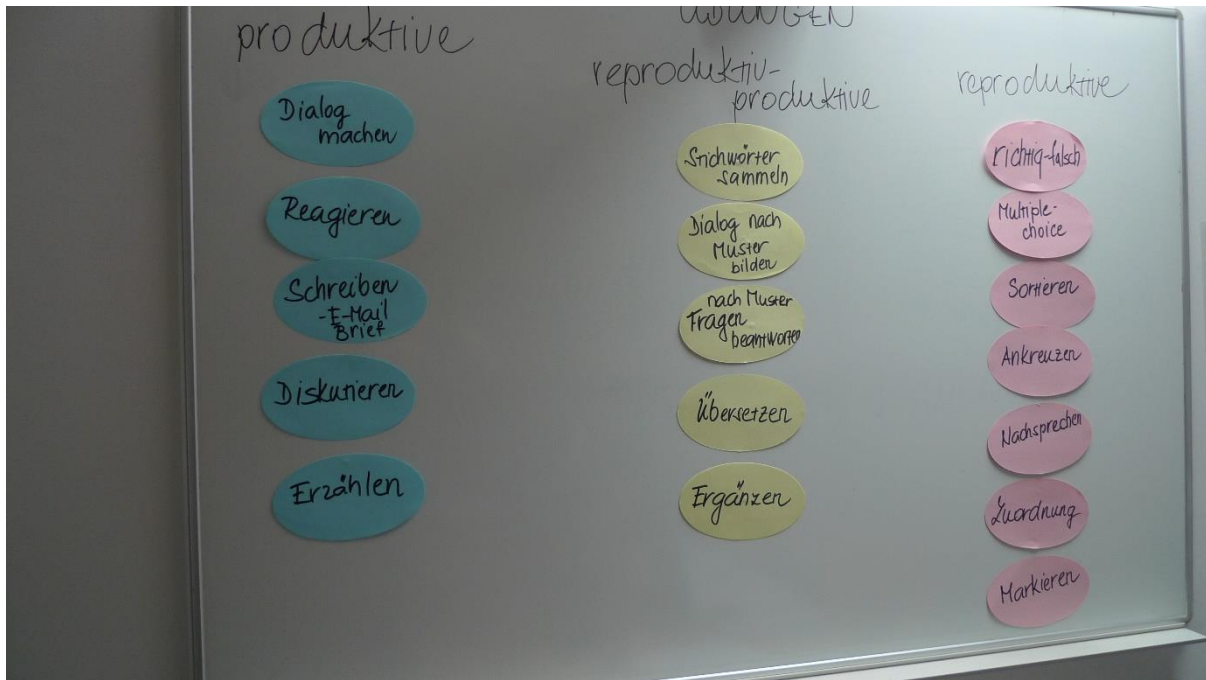 ÜBUNGEN
produktive
Dialog
machen
Reagieren
Schreiben
-E-Mail
Brief
Diskutieren
Erzählen
reproduktiv-
produktive
Stichwörter
sammeln
Dialog nach
Muster
bilden
nach Muster
Fragen
beantworten
Übersetzen
Ergänzen
reproduktive
richtig-falsch
Multiple-
choice
Sortieren
Ankreuzen
Nachsprechen
Zuordnung
Markieren